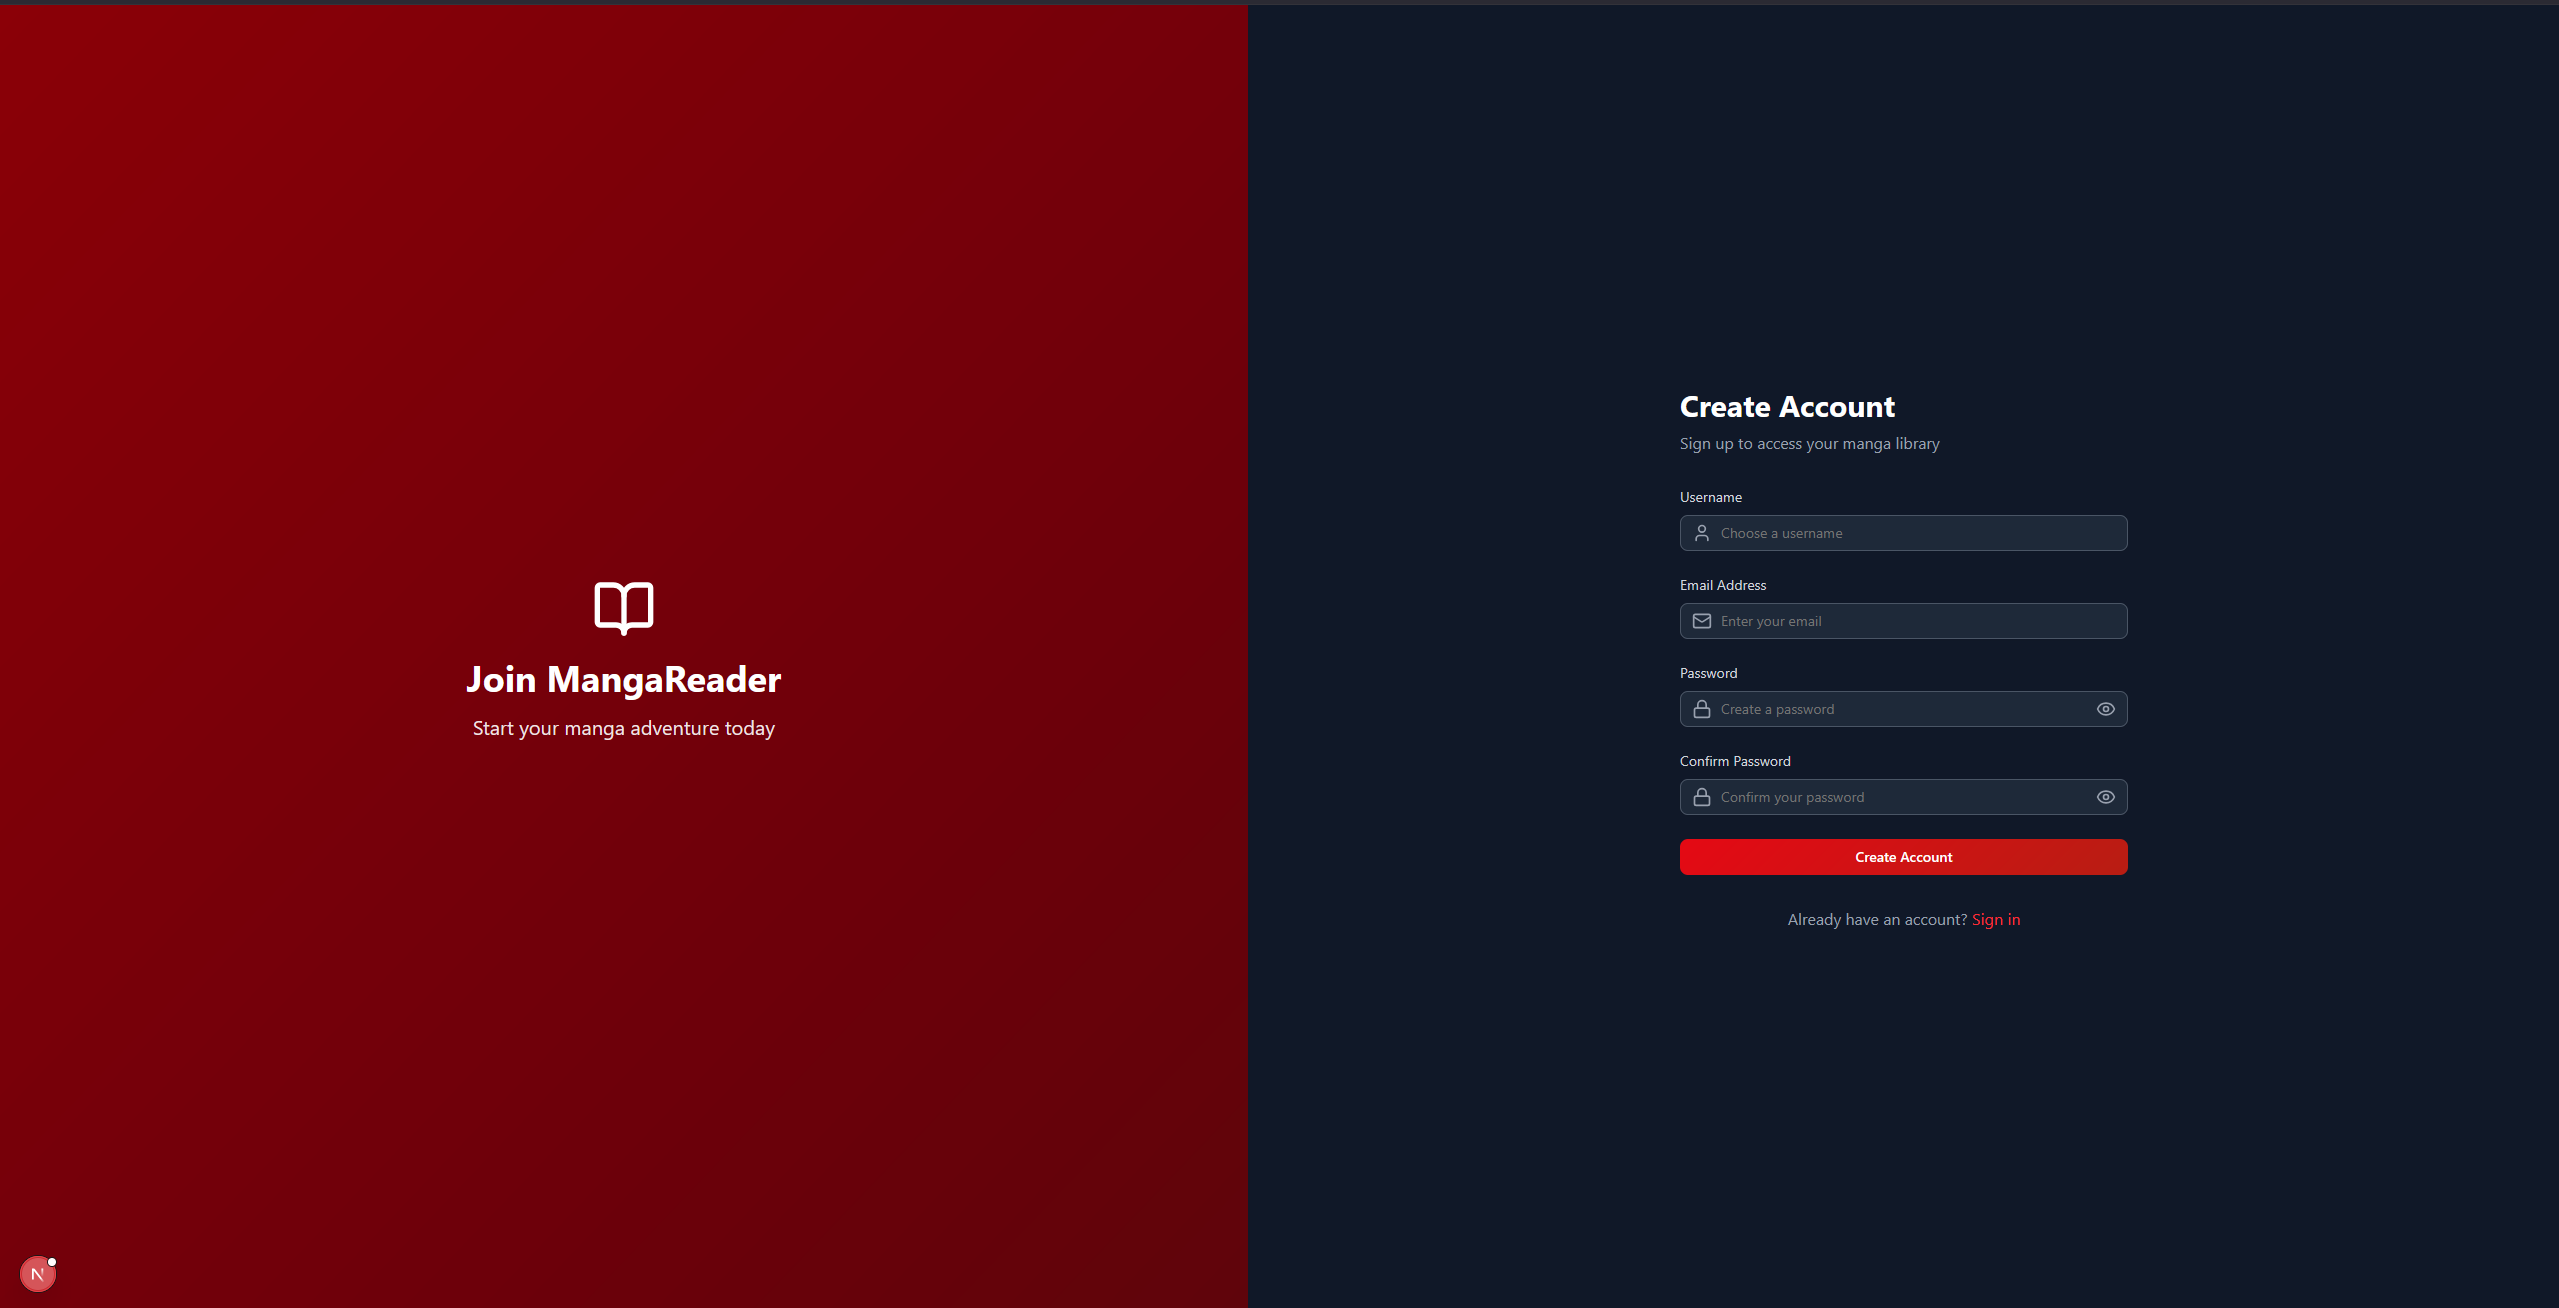 Join MangaReader
Start your manga adventure today
Create Account
Sign up to access your manga library
Username
Choose a username
Email Address
Enter your email
Password
Create a password
Confirm Password
Confirm your password
Create Account
Already have an account? Sign in
N